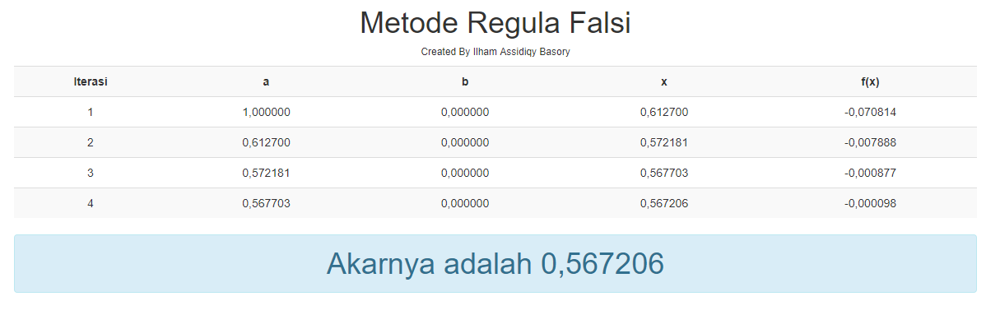 Metode Regula Falsi
Created By Ilham Assidiqy Basory
Iterasi a b x f(x)
1 1,000000 0,000000 0,612700 -0,070814
2 0,612700 0,000000 0,572181 -0,007888
3 0,572181 0,000000 0,567703 -0,000877
4 0,567703 0,000000 0,567206 -0,000098
Akarnya adalah 0,567206